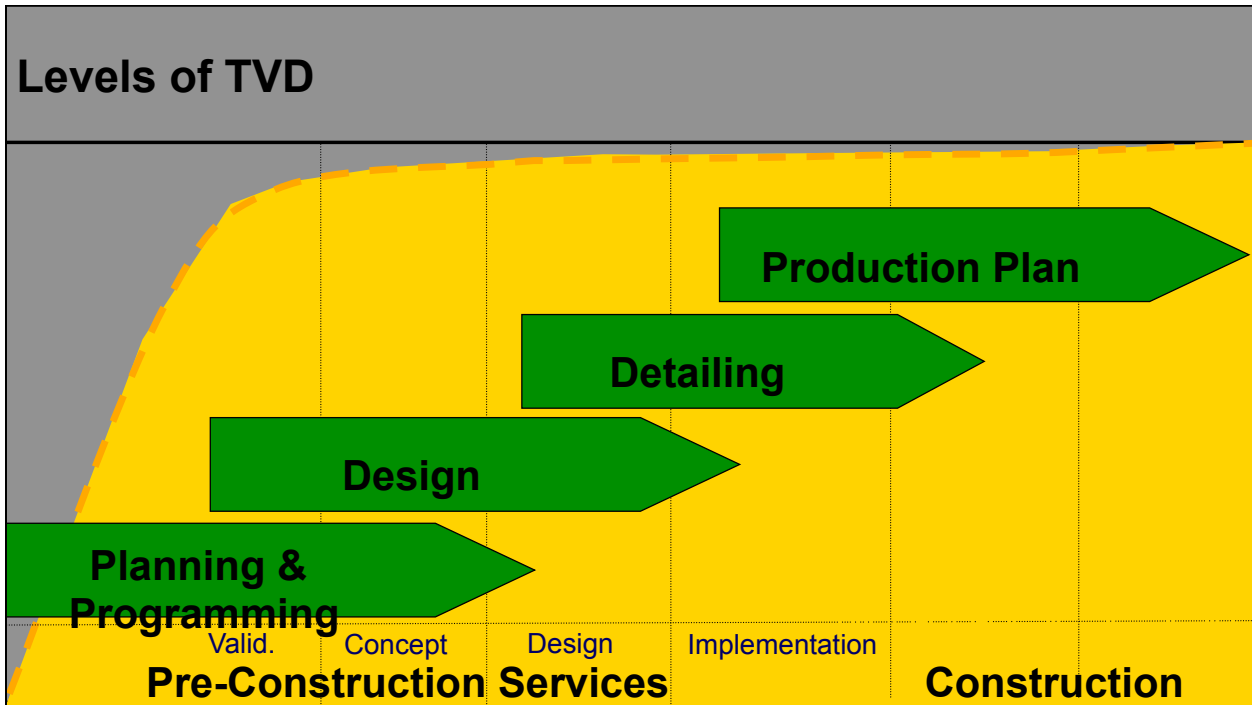 Levels of TVD
Production Plan
Detailing
Design
Planning &
Programming
Valid.
Concept
Design
Implementation
Pre-Construction Services
Construction